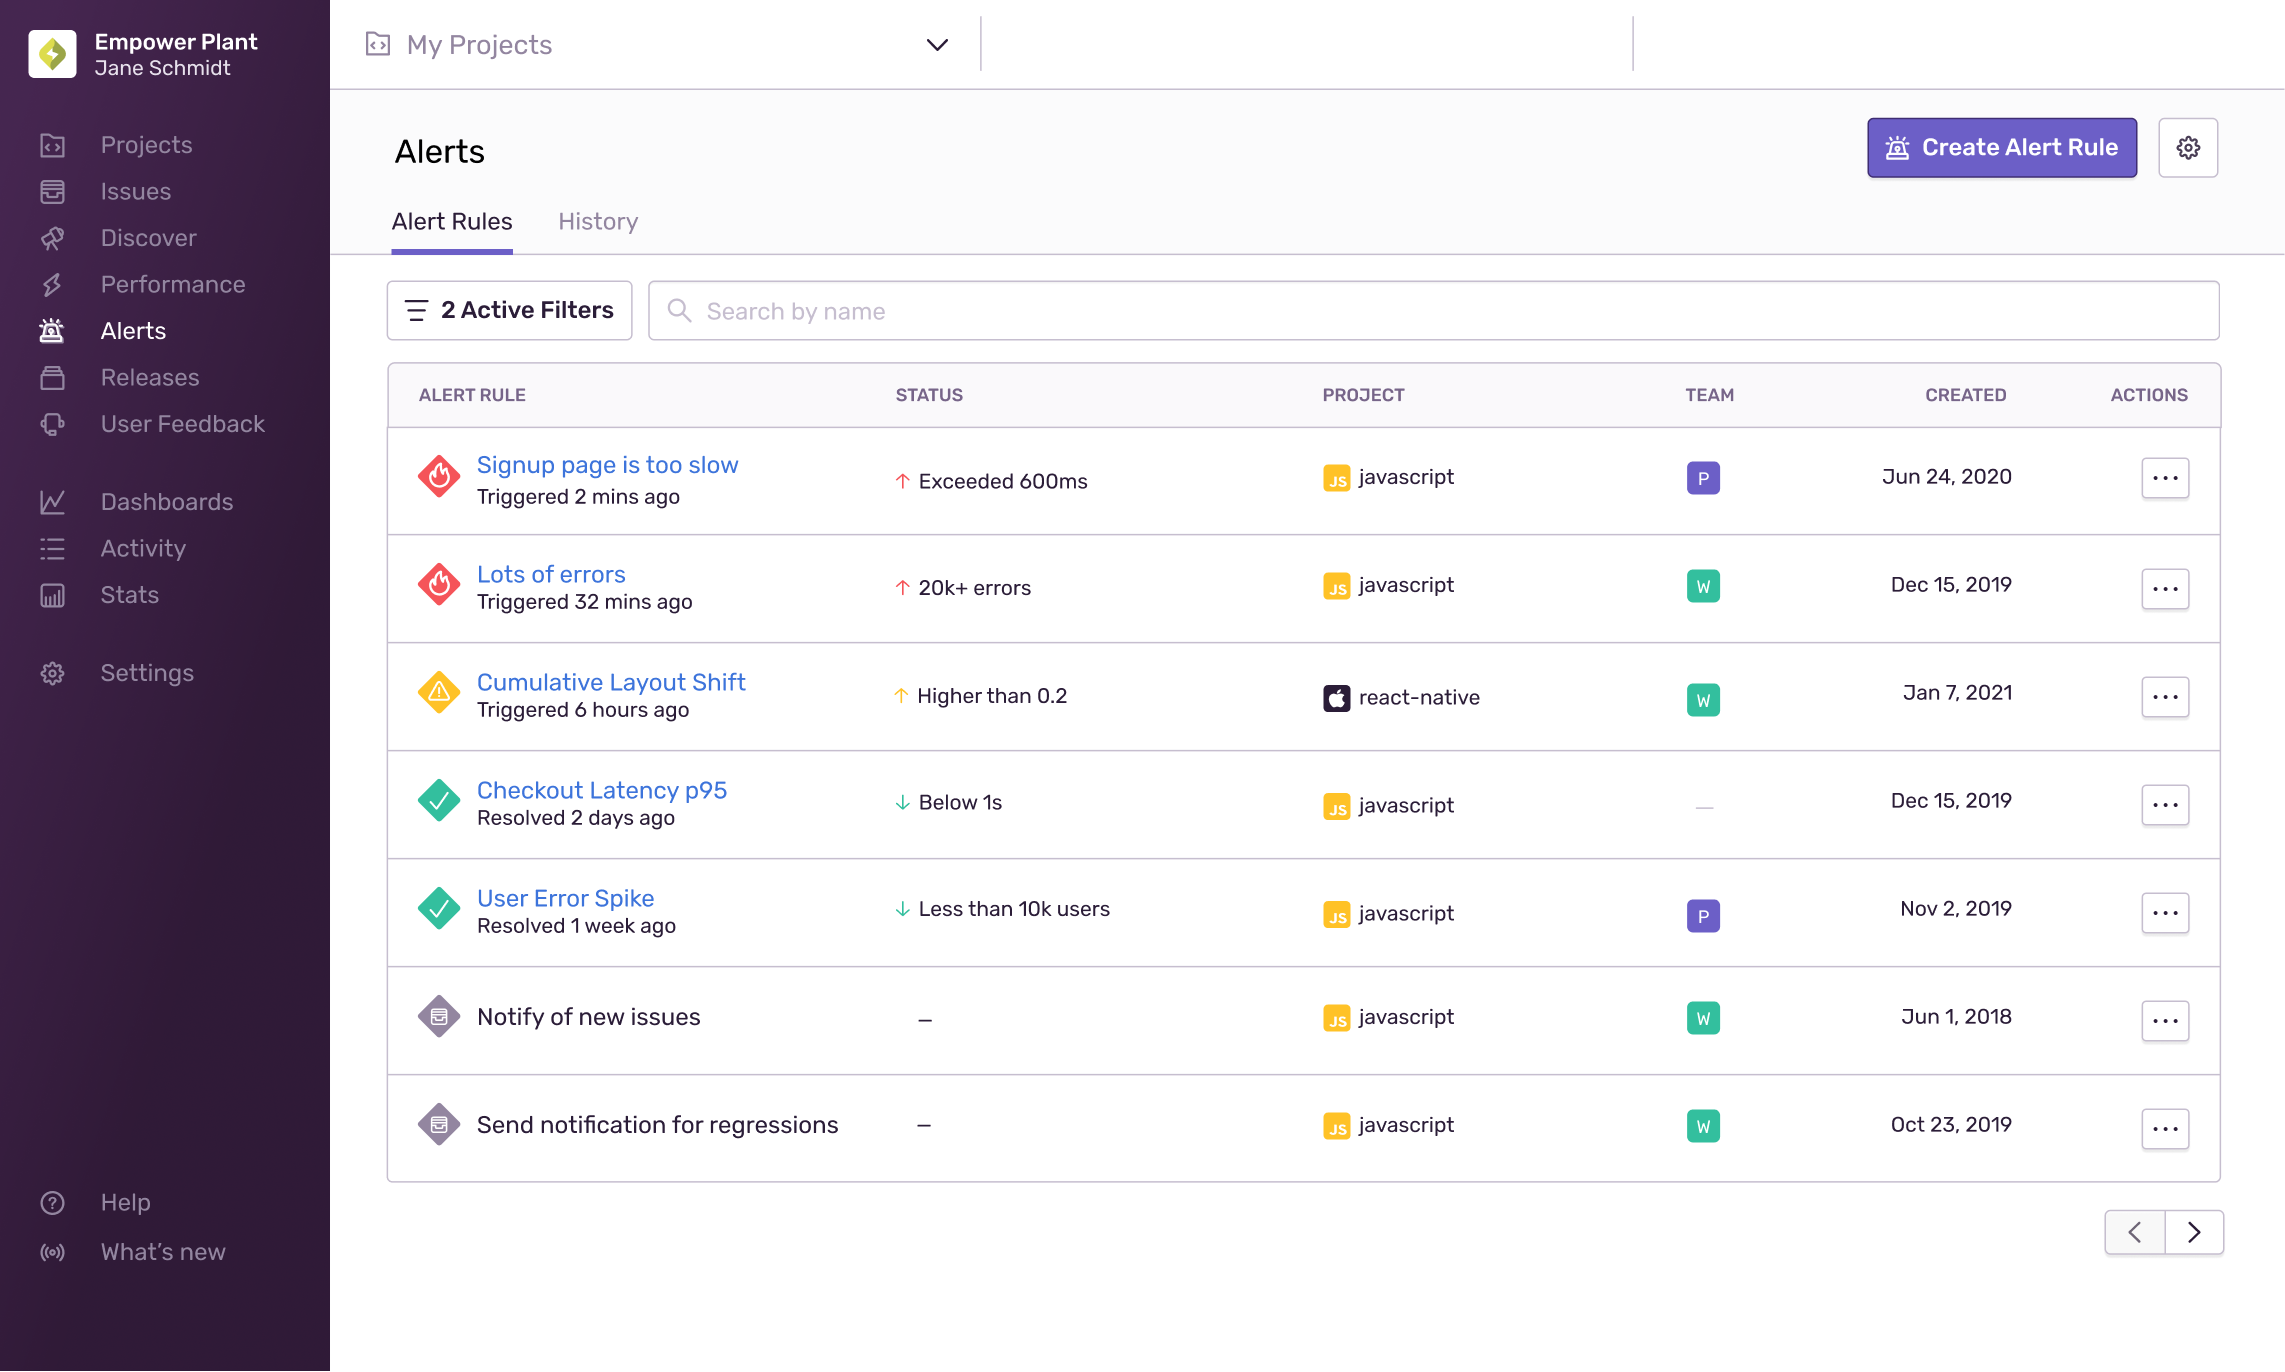 Empower Plant
Jane Schmidt
Projects
Issues
Discover
Performance
Alerts
Releases
User Feedback
Dashboards
Activity
Stats
Settings
Help
What's new
My Projects
Alerts
Create Alert Rule
Alert Rules History
2 Active Filters
Search by name
ALERT RULE STATUS PROJECT TEAM CREATED ACTIONS
Signup page is too slow
Triggered 2 mins ago
Exceeded 600ms
JS javascript
P
Jun 24, 2020
Lots of errors
Triggered 32 mins ago
20k+ errors
JS javascript
W
Dec 15, 2019
Cumulative Layout Shift
Triggered 6 hours ago
Higher than 0.2
react-native
W
Jan 7, 2021
Checkout Latency p95
Resolved 2 days ago
Below 1s
JS javascript
—
Dec 15, 2019
User Error Spike
Resolved 1 week ago
Less than 10k users
JS javascript
P
Nov 2, 2019
Notify of new issues
–
JS javascript
W
Jun 1, 2018
Send notification for regressions
–
JS javascript
W
Oct 23, 2019